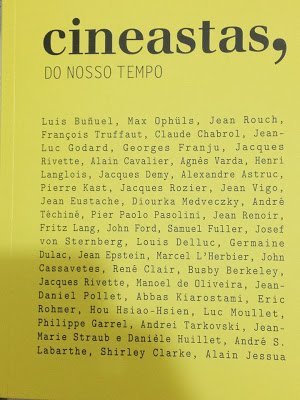 cineastas,
DO NOSSO TEMPO
Luis Buñuel, Max Ophüls, Jean Rouch,
François Truffaut, Claude Chabrol, Jean-
Luc Godard, Georges Franju, Jacques
Rivette, Alain Cavalier, Agnès Varda, Henri
Langlois, Jacques Demy, Alexandre Astruc,
Pierre Kast, Jacques Rozier, Jean Vigo,
Jean Eustache, Diourka Medveczky, André
Téchinè, Pier Paolo Pasolini, Jean Renoir,
Fritz Lang, John Ford, Samuel Fuller, Josef
von Sternberg, Louis Delluc, Germaine
Dulac, Jean Epstein, Marcel L'Herbier, John
Cassavetes, René Clair, Busby Berkeley,
Jacques Rivette, Manoel de Oliveira, Jean-
Daniel Pollet, Abbas Kiarostami, Eric
Rohmer, Hou Hsiao-Hsien, Luc Moullet,
Philippe Garrel, Andrei Tarkovski, Jean-
Marie Straub e Danièle Huillet, André S.
Labarthe, Shirley Clarke, Alain Jessua